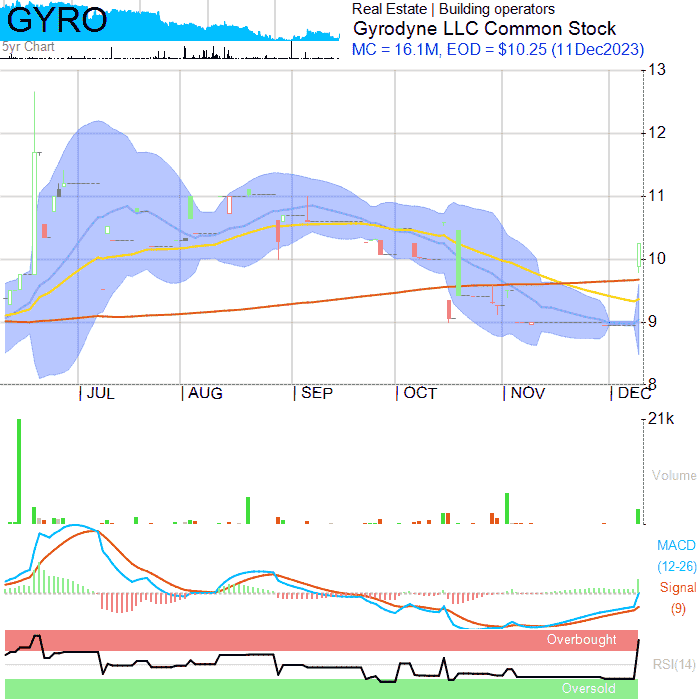 GYRO
5yr Chart
Real Estate | Building operators
Gyrodyne LLC Common Stock
MC = 16.1M, EOD = $10.25 (11Dec2023)
13
12
11
10
9
8
JUL AUG SEP OCT NOV DEC
21k
Volume
MACD
(12-26)
Signal
(9)
Overbought
RSI(14)
Oversold